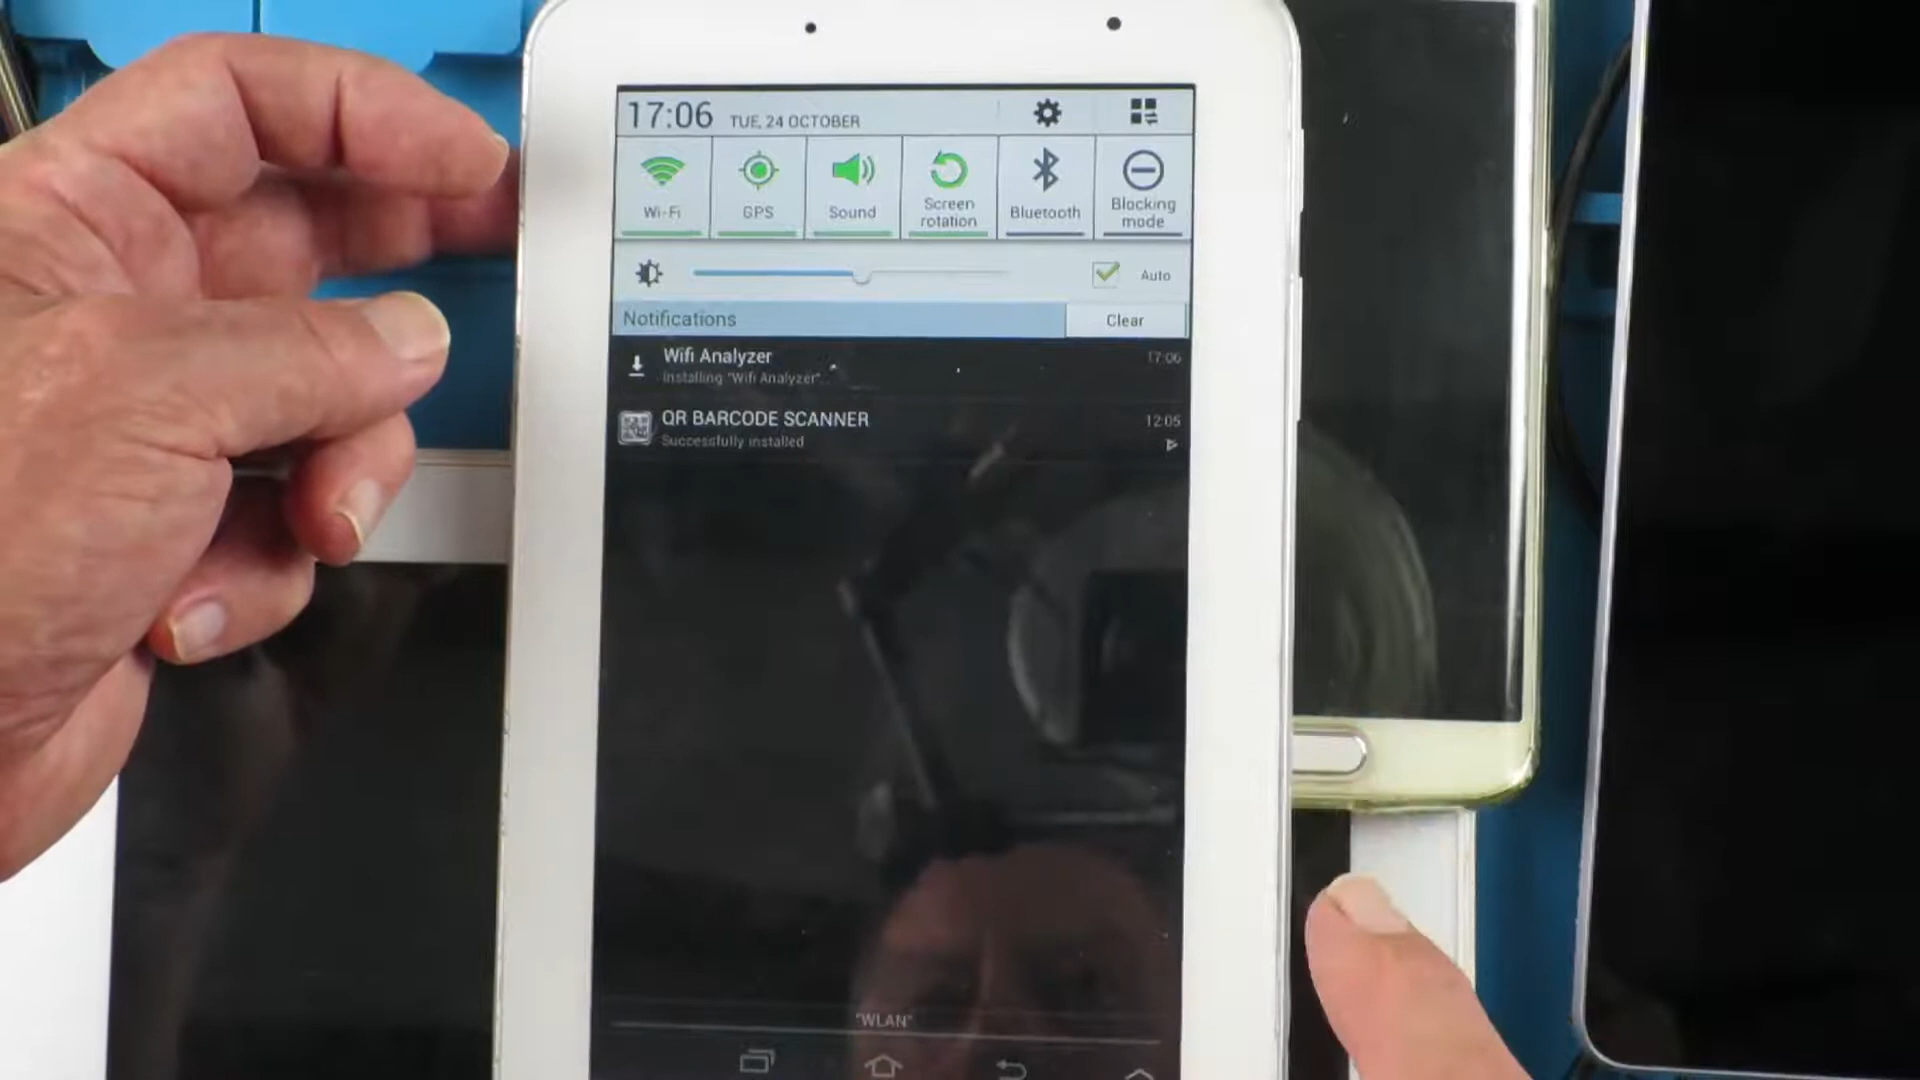 17:06 TUE, 24 OCTOBER
Wi-Fi GPS Sound Screen rotation Bluetooth Blocking mode
Auto
Notifications Clear
Wifi Analyzer 17:06
Installing "Wifi Analyzer"...
QR BARCODE SCANNER 12:05
Successfully installed
"WLAN"